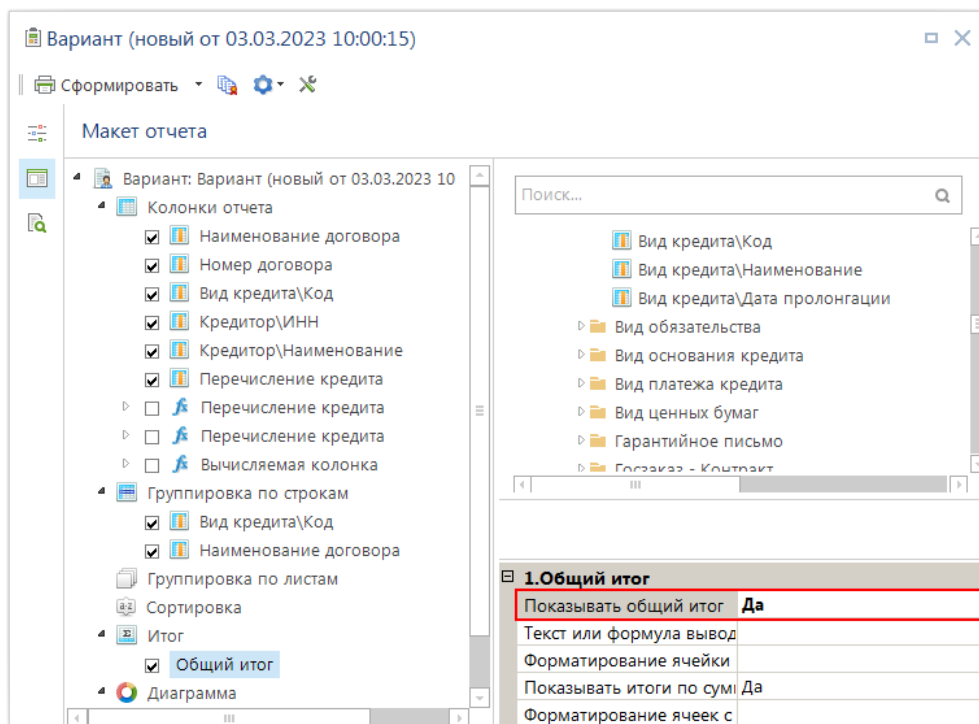 Вариант (новый от 03.03.2023 10:00:15)
Сформировать
Макет отчета
Вариант: Вариант (новый от 03.03.2023 10
Колонки отчета
Наименование договора
Номер договора
Вид кредита\Код
Кредитор\ИНН
Кредитор\Наименование
Перечисление кредита
Перечисление кредита
Перечисление кредита
Вычисляемая колонка
Группировка по строкам
Вид кредита\Код
Наименование договора
Группировка по листам
Сортировка
Итог
Общий итог
Диаграмма
Поиск...
Вид кредита\Код
Вид кредита\Наименование
Вид кредита\Дата пролонгации
Вид обязательства
Вид основания кредита
Вид платежа кредита
Вид ценных бумаг
Гарантийное письмо
Госзаказ - Контракт
1.Общий итог
Показывать общий итог Да
Текст или формула вывод
Форматирование ячейки
Показывать итоги по сумм Да
Форматирование ячеек с